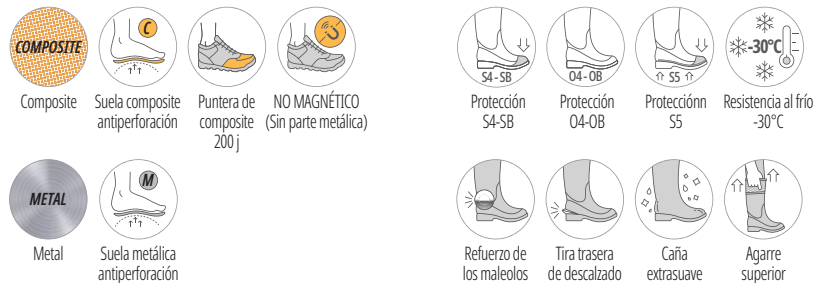 COMPOSITE
C
S4 - SB
O4 - OB
S5
-30°C
Composite
Suela composite
antiperforación
Puntera de
composite
200 j
NO MAGNÉTICO
(Sin parte metálica)
Protección
S4-SB
Protección
O4-OB
Protecciónn
S5
Resistencia al frío
-30°C
METAL
M
Metal
Suela metálica
antiperforación
Refuerzo de
los maleolos
Tira trasera
de descalzado
Caña
extrasuave
Agarre
superior